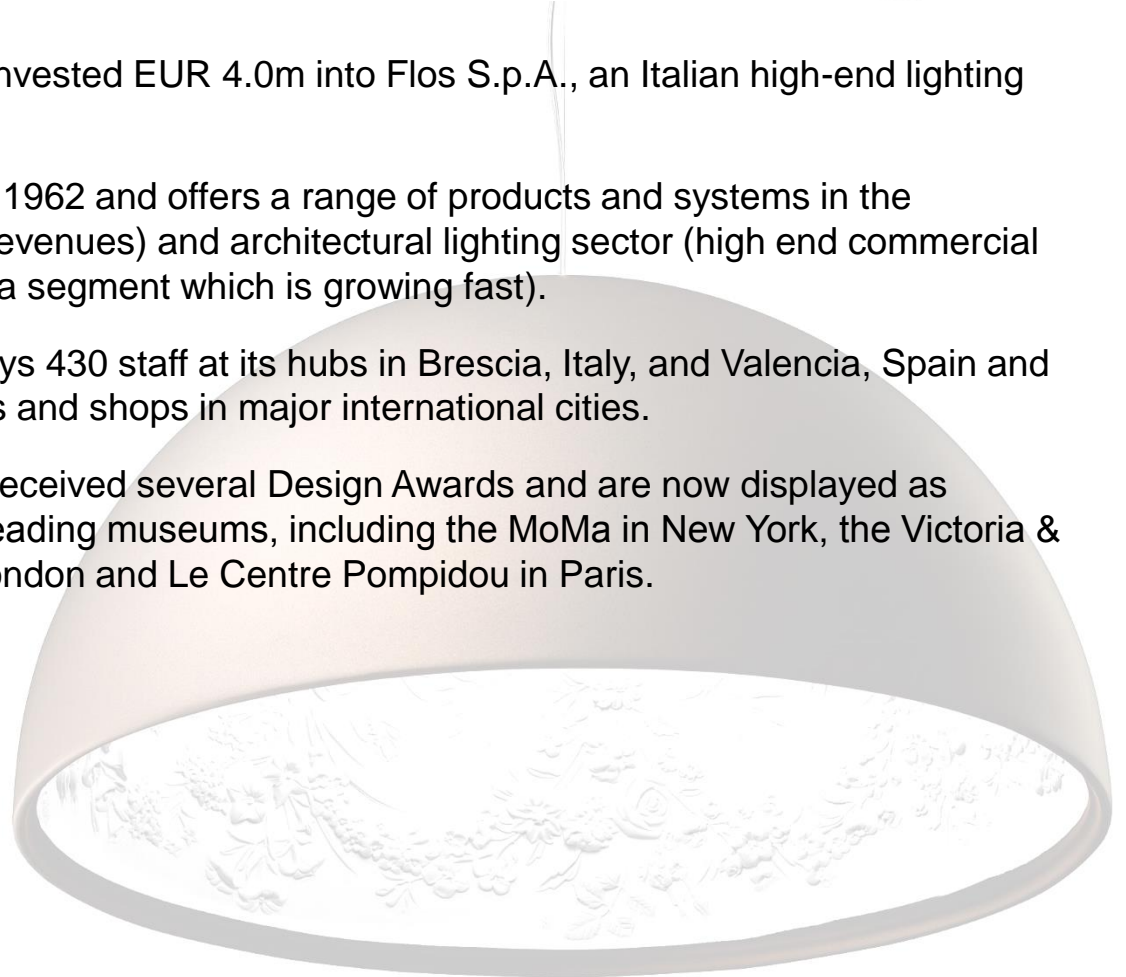 nvested EUR 4.0m into Flos S.p.A., an Italian high-end lighting
1962 and offers a range of products and systems in the
evenues) and architectural lighting sector (high end commercial
a segment which is growing fast).
ys 430 staff at its hubs in Brescia, Italy, and Valencia, Spain and
s and shops in major international cities.
eceived several Design Awards and are now displayed as
eading museums, including the MoMa in New York, the Victoria &
ondon and Le Centre Pompidou in Paris.